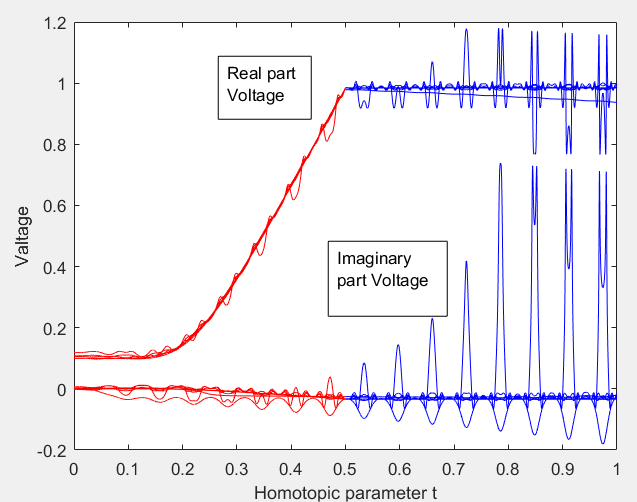 1.2
1
0.8
0.6
0.4
0.2
0
-0.2
Valtage
Real part
Voltage
Imaginary
part Voltage
0 0.1 0.2 0.3 0.4 0.5 0.6 0.7 0.8 0.9 1
Homotopic parameter t